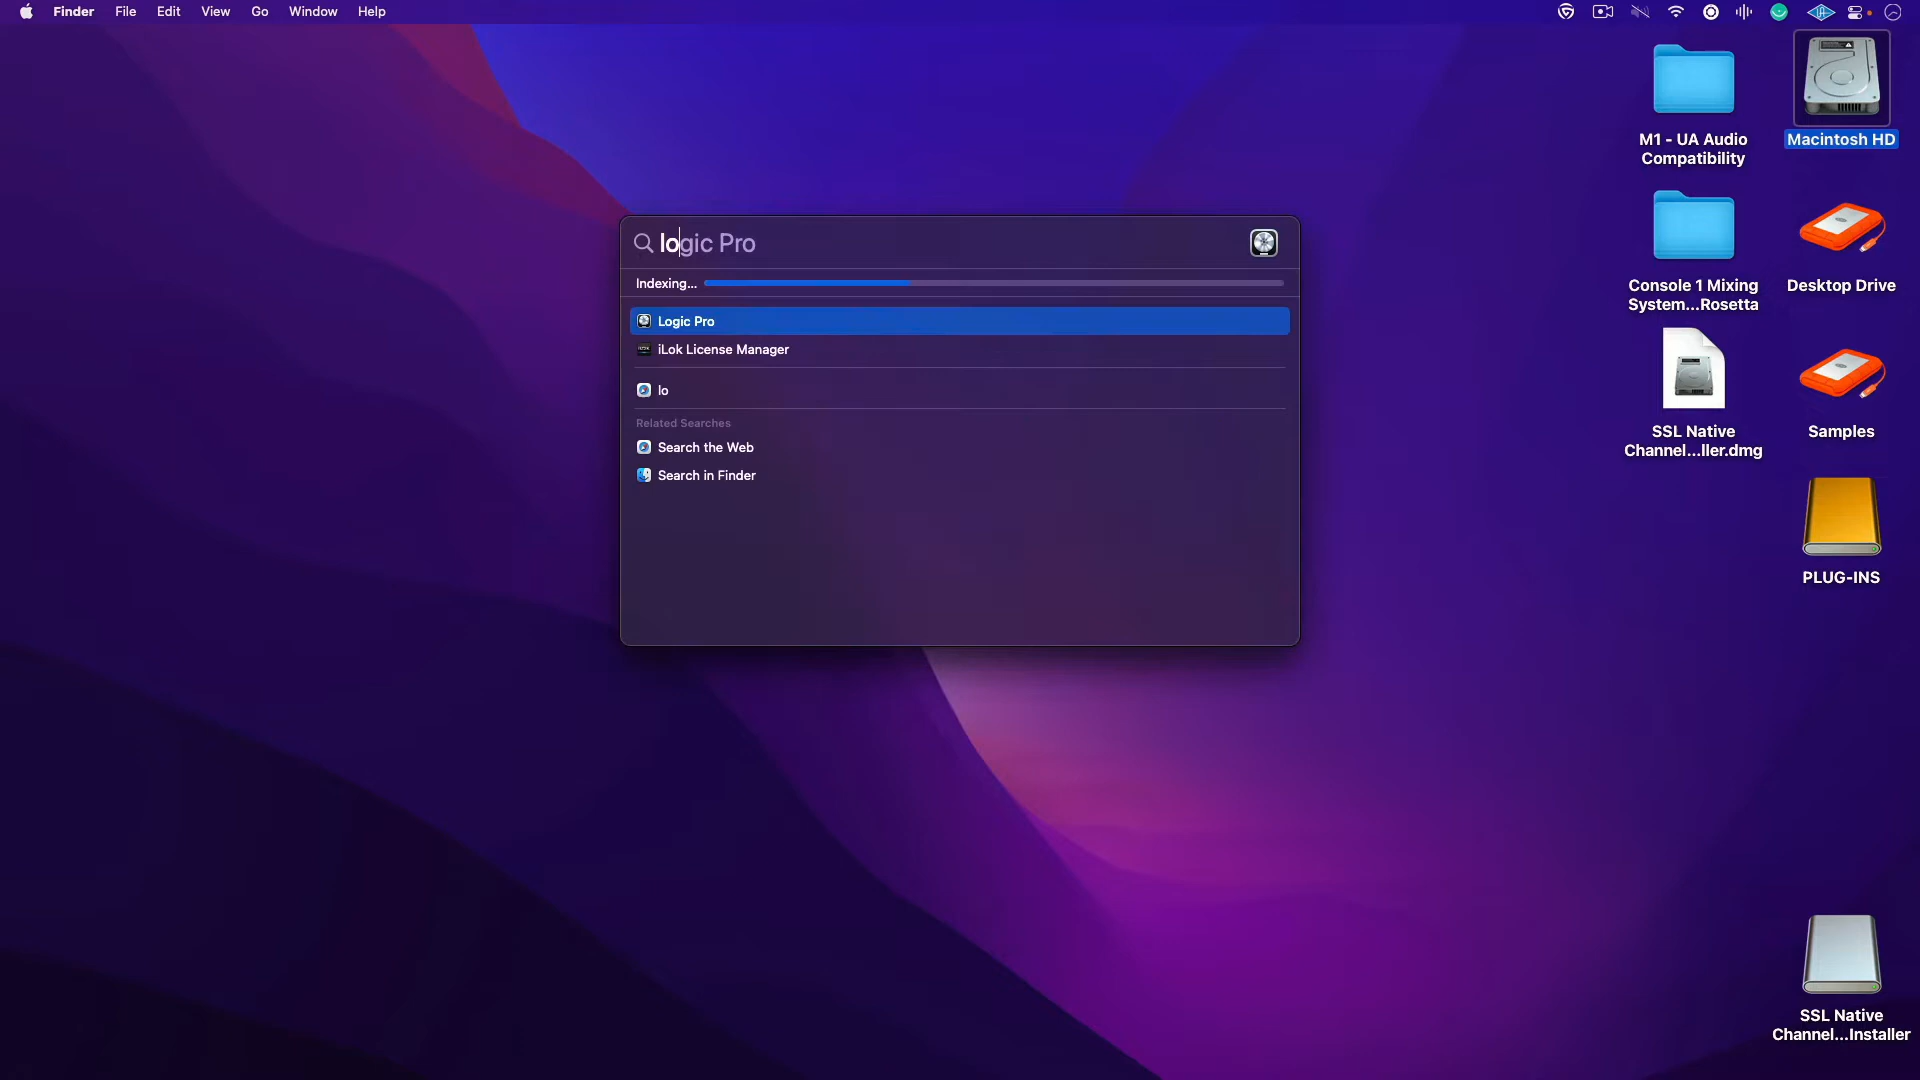 Finder File Edit View Go Window Help
logic Pro
Indexing...
Logic Pro
iLok License Manager
lo
Related Searches
Search the Web
Search in Finder
M1 - UA Audio
Compatibility
Macintosh HD
Console 1 Mixing
System...Rosetta
Desktop Drive
SSL Native
Channel...ller.dmg
Samples
PLUG-INS
SSL Native
Channel...Installer